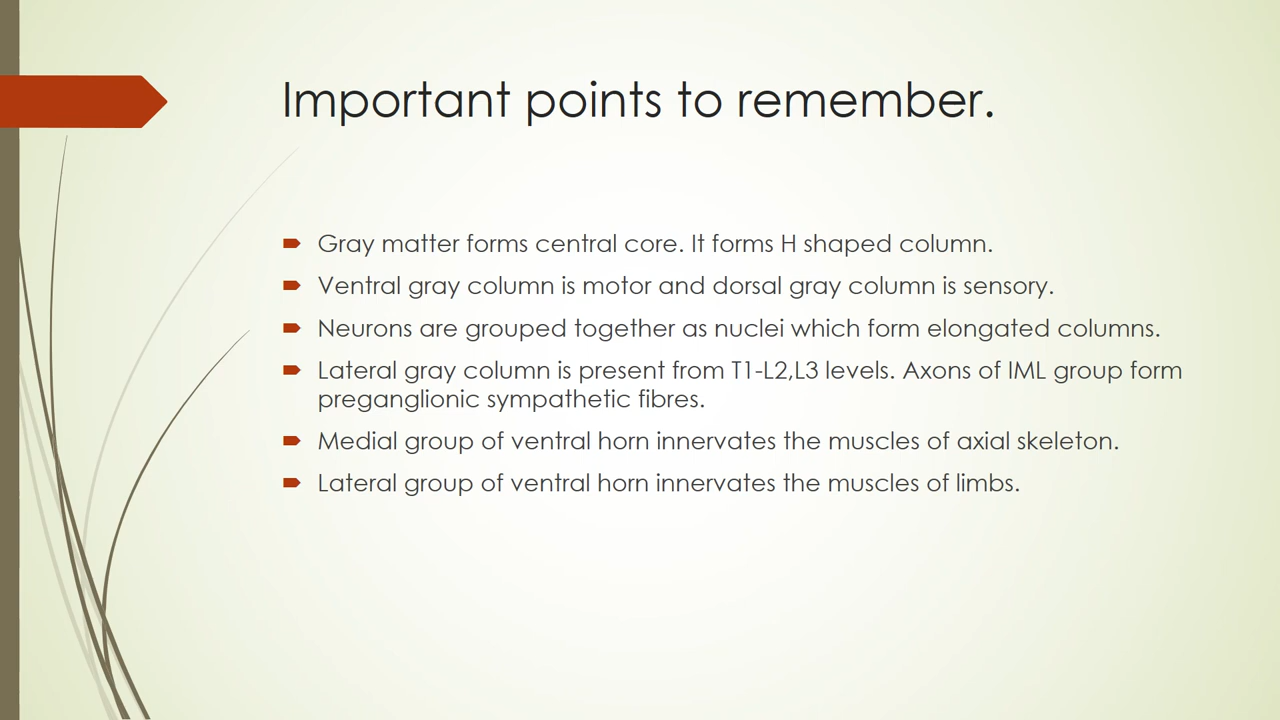 Important points to remember.
Gray matter forms central core. It forms H shaped column.
Ventral gray column is motor and dorsal gray column is sensory.
Neurons are grouped together as nuclei which form elongated columns.
Lateral gray column is present from T1-L2,L3 levels. Axons of IML group form
preganglionic sympathetic fibres.
Medial group of ventral horn innervates the muscles of axial skeleton.
Lateral group of ventral horn innervates the muscles of limbs.